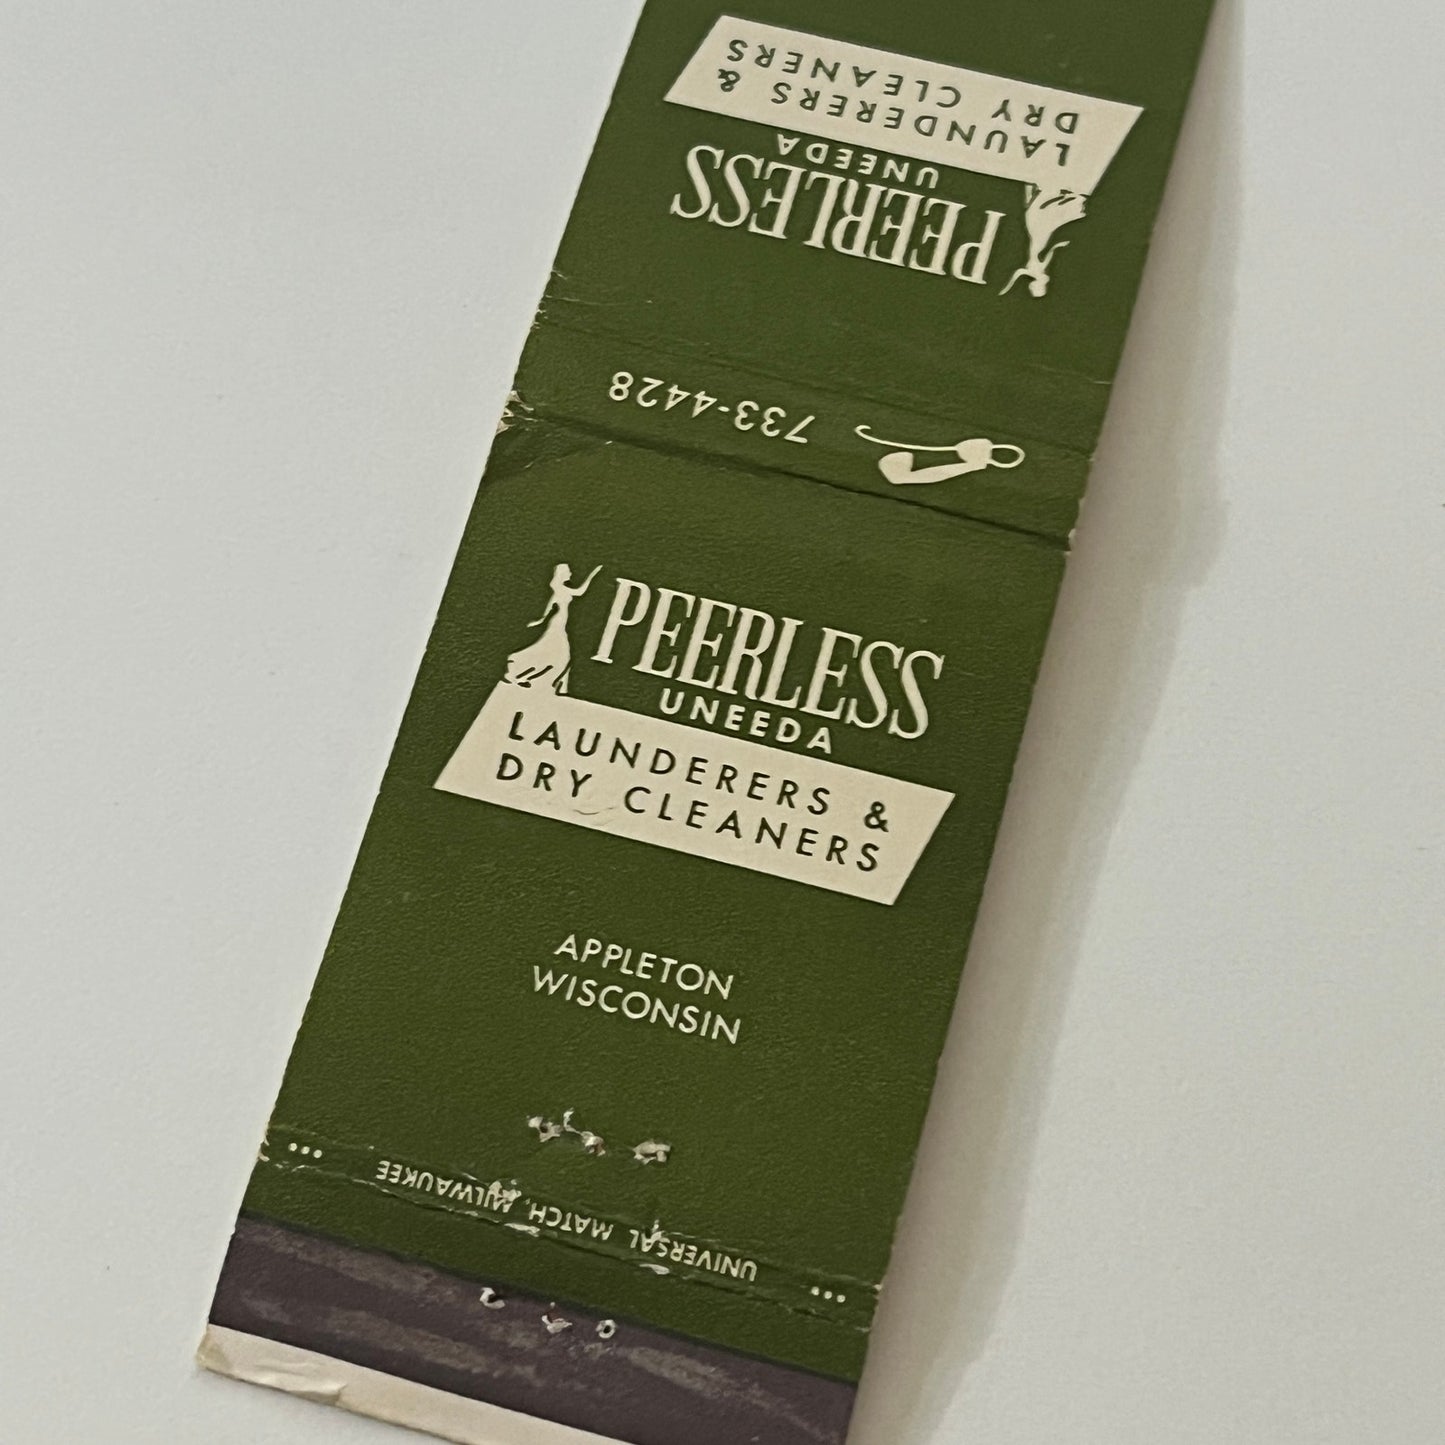 PEERLESS
UNEEDA
LAUNDERERS &
DRY CLEANERS
733-4428
PEERLESS
UNEEDA
LAUNDERERS &
DRY CLEANERS
APPLETON
WISCONSIN
UNIVERSAL MATCH, MILWAUKEE